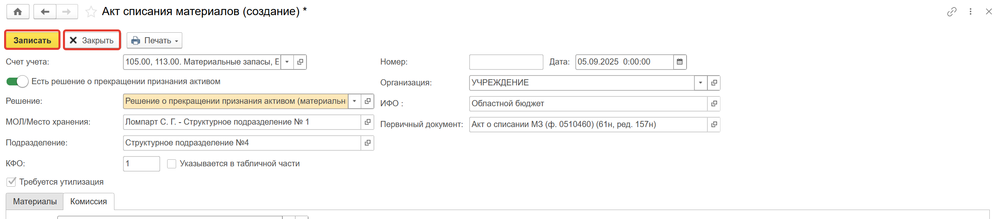 Акт списания материалов (создание) *
Записать Закрыть Печать
Счет учета: 105.00, 113.00. Материальные запасы, Номер: Дата: 05.09.2025 0:00:00
Есть решение о прекращении признания активом Организация: УЧРЕЖДЕНИЕ
Решение: Решение о прекращении признания активом (материальн ИФО : Областной бюджет
МОЛ/Место хранения: Ломпарт С. Г. - Структурное подразделение № 1 Первичный документ: Акт о списании МЗ (ф. 0510460) (61н, ред. 157н)
Подразделение: Структурное подразделение №4
КФО: 1 Указывается в табличной части
Требуется утилизация
Материалы Комиссия